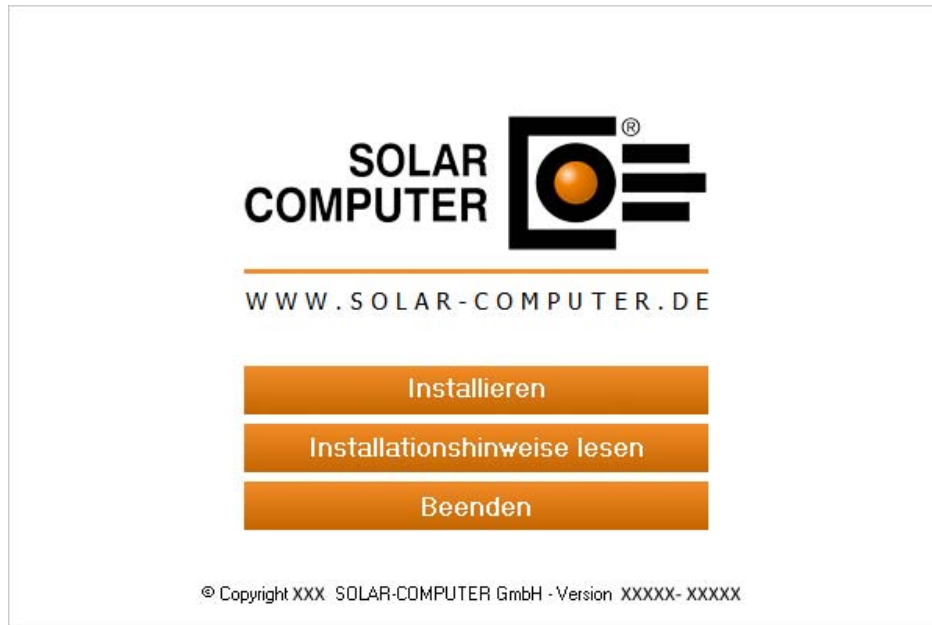 SOLAR
COMPUTER
®
WWW.SOLAR-COMPUTER.DE
Installieren
Installationshinweise lesen
Beenden
© Copyright XXX SOLAR-COMPUTER GmbH - Version XXXXX- XXXXX